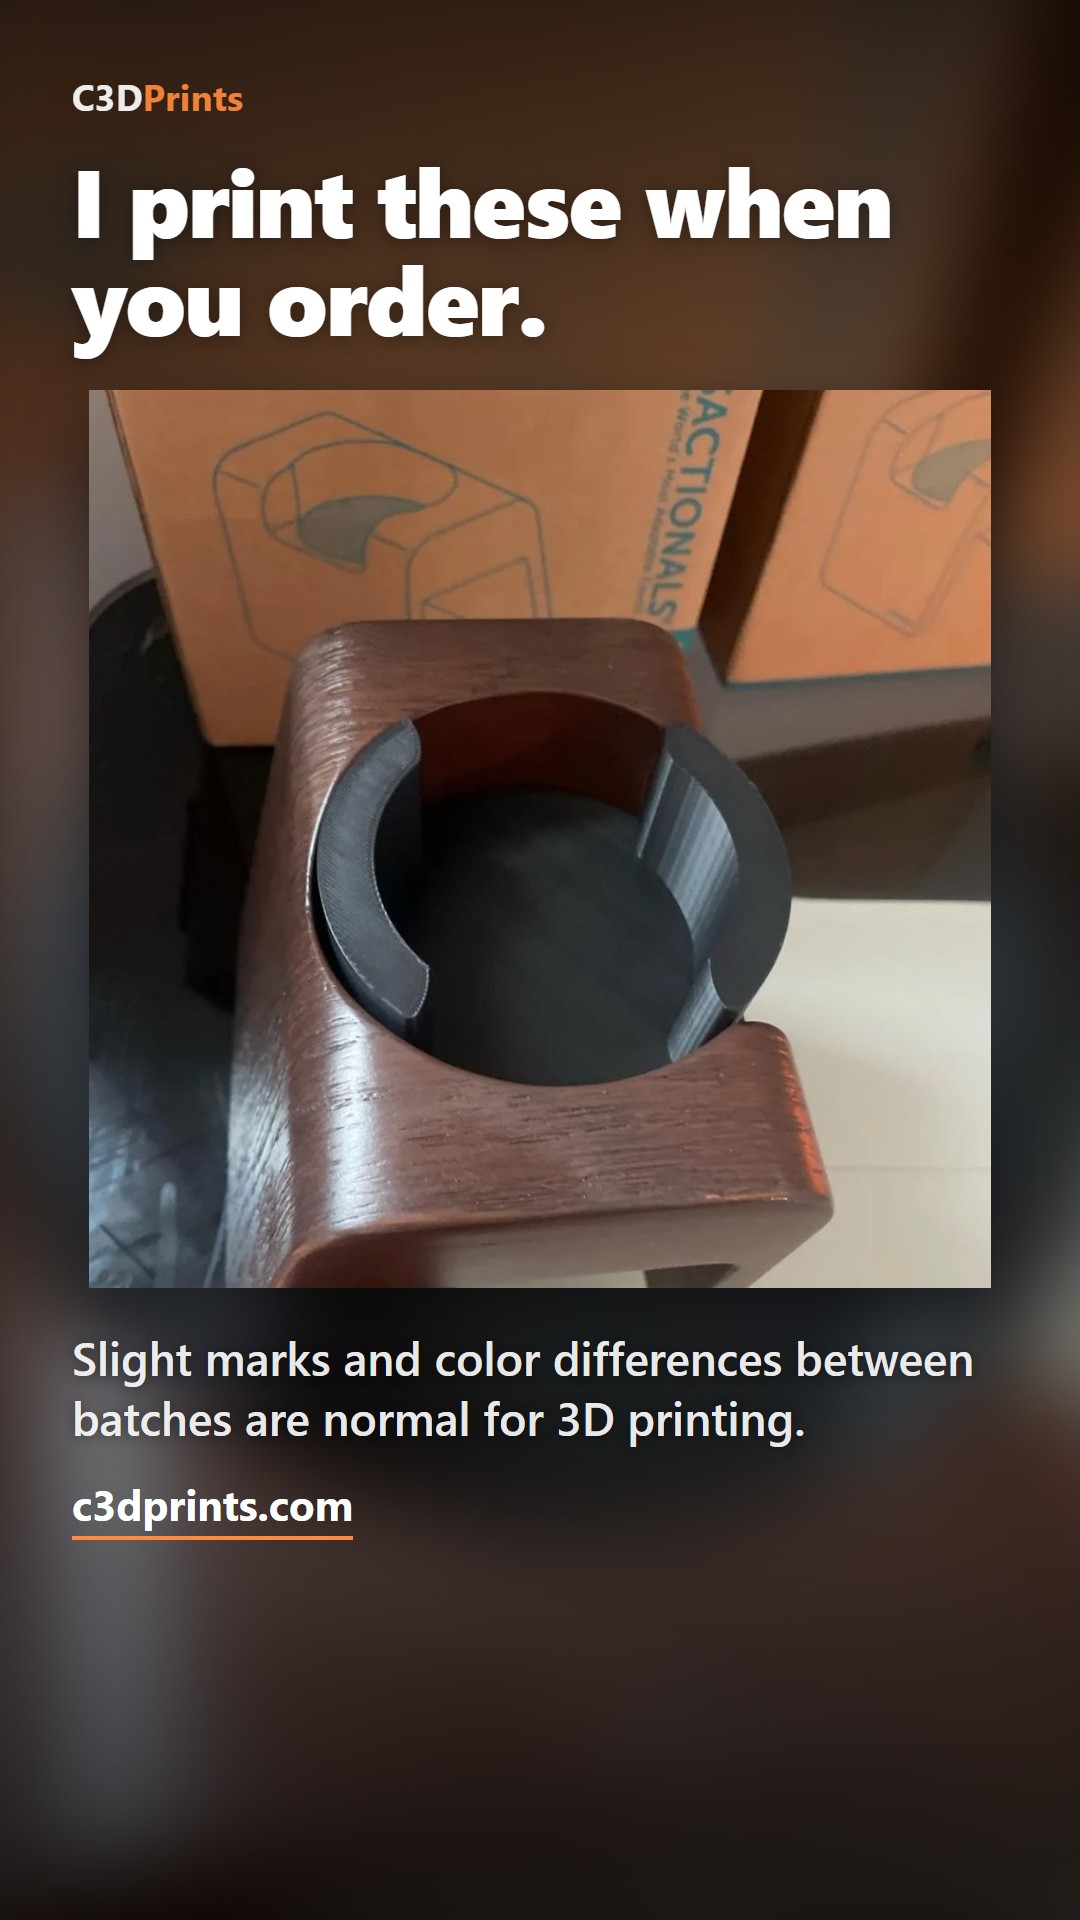 C3DPrints
I print these when
you order.
SACTIONALS
Slight marks and color differences between
batches are normal for 3D printing.
c3dprints.com